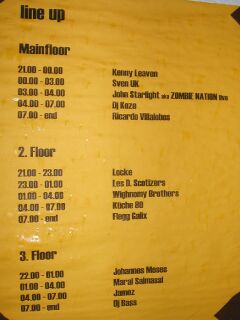 line up
Mainfloor
21.00 - 00.00 Kenny Leaven
00.00 - 03.00 Sven UK
03.00 - 04.00 John Starlight aka ZOMBIE NATION live
04.00 - 07.00 Dj Koze
07.00 - end Ricardo Villalobos
2. Floor
21.00 - 23.00 Locke
23.00 - 01.00 Les D. Scotizers
01.00 - 04.00 Wighnomy Brothers
04.00 - 07.00 Küche 80
07.00 - end Flogg Calix
3. Floor
22.00 - 01.00 Johannes Moses
01.00 - 04.00 Maral Salmassi
04.00 - 07.00 Jamez
07.00 - end Dj Bass